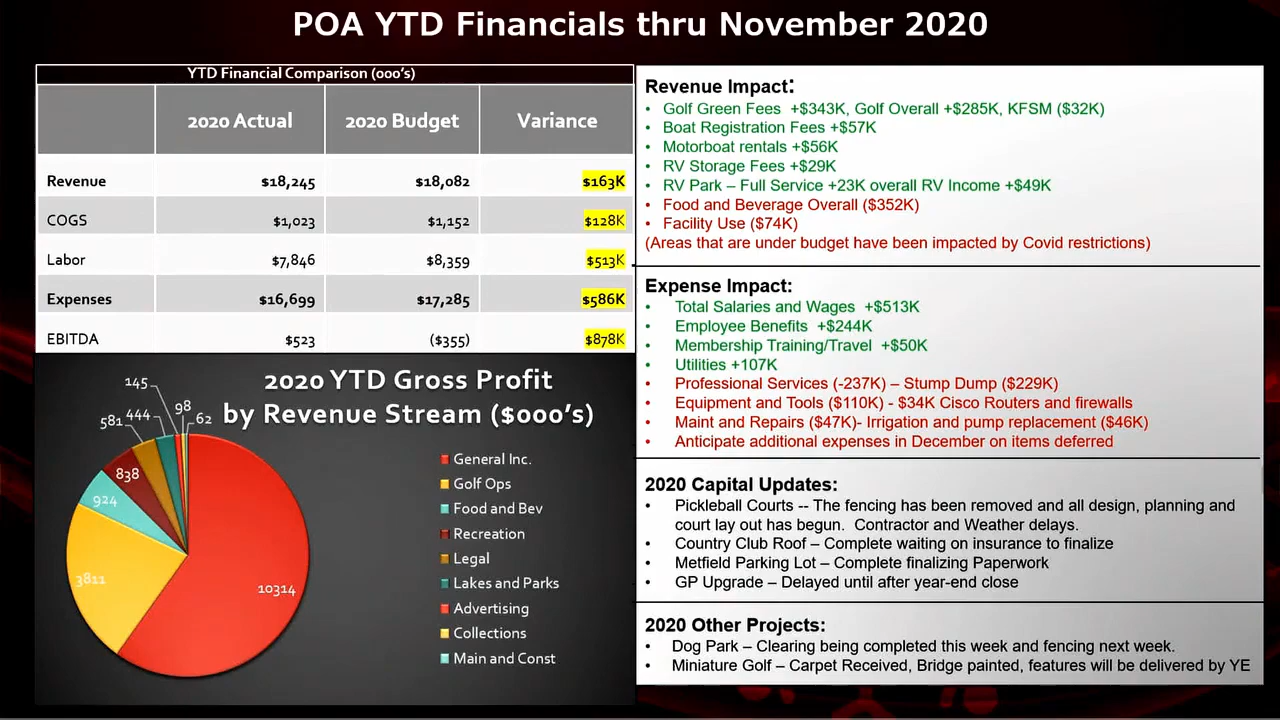 POA YTD Financials thru November 2020
YTD Financial Comparison (000's)
2020 Actual 2020 Budget Variance
Revenue $18,245 $18,082 $163K
COGS $1,023 $1,152 $128K
Labor $7,846 $8,359 $513K
Expenses $16,699 $17,285 $586K
EBITDA $523 ($355) $878K
2020 YTD Gross Profit
by Revenue Stream ($000's)
145
98
62
444
581
838
924
3811
10314
General Inc.
Golf Ops
Food and Bev
Recreation
Legal
Lakes and Parks
Advertising
Collections
Main and Const
Revenue Impact:
• Golf Green Fees +$343K, Golf Overall +$285K, KFSM ($32K)
• Boat Registration Fees +$57K
• Motorboat rentals +$56K
• RV Storage Fees +$29K
• RV Park – Full Service +23K overall RV Income +$49K
• Food and Beverage Overall ($352K)
• Facility Use ($74K)
(Areas that are under budget have been impacted by Covid restrictions)
Expense Impact:
• Total Salaries and Wages +$513K
• Employee Benefits +$244K
• Membership Training/Travel +$50K
• Utilities +107K
• Professional Services (-237K) – Stump Dump ($229K)
• Equipment and Tools ($110K) - $34K Cisco Routers and firewalls
• Maint and Repairs ($47K)- Irrigation and pump replacement ($46K)
• Anticipate additional expenses in December on items deferred
2020 Capital Updates:
• Pickleball Courts -- The fencing has been removed and all design, planning and
court lay out has begun. Contractor and Weather delays.
• Country Club Roof – Complete waiting on insurance to finalize
• Metfield Parking Lot – Complete finalizing Paperwork
• GP Upgrade – Delayed until after year-end close
2020 Other Projects:
• Dog Park – Clearing being completed this week and fencing next week.
• Miniature Golf – Carpet Received, Bridge painted, features will be delivered by YE